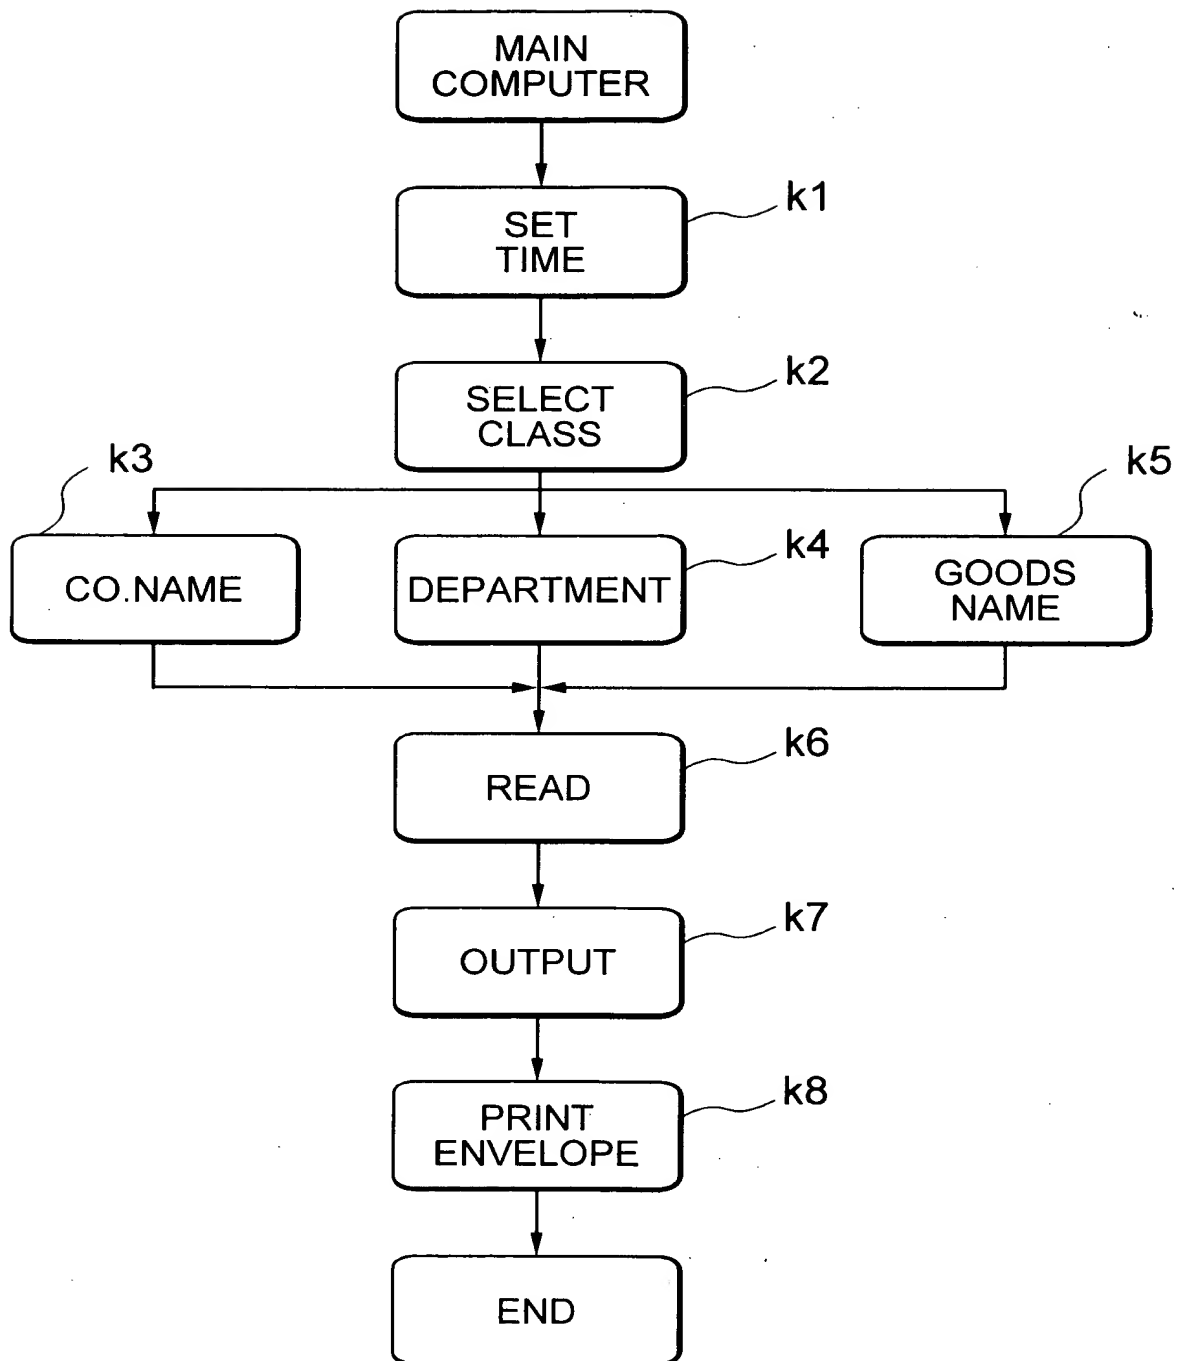 MAIN
COMPUTER
k1
SET
TIME
k2
SELECT
CLASS
k3
CO.NAME
k4
DEPARTMENT
k5
GOODS
NAME
k6
READ
k7
OUTPUT
k8
PRINT
ENVELOPE
END